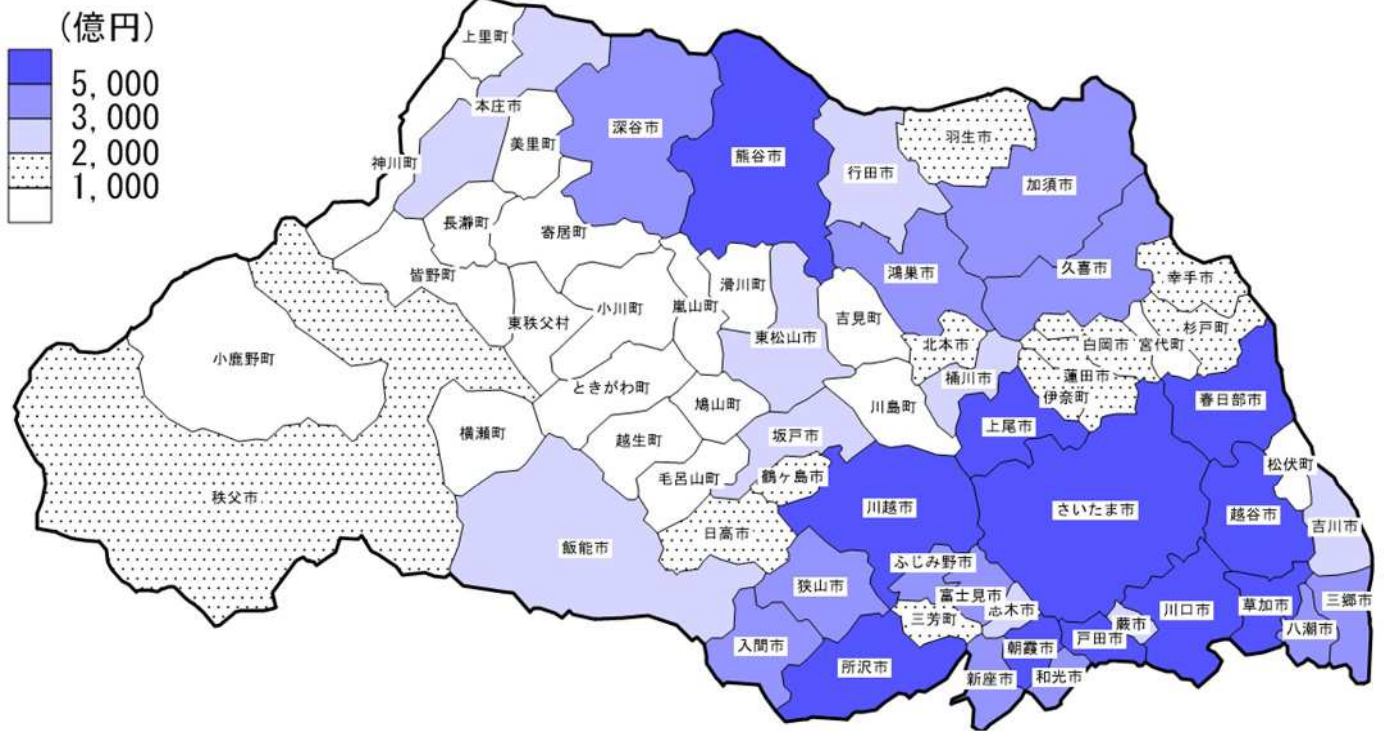 (億円)
5,000
3,000
2,000
1,000
上里町
本庄市
美里町
深谷市
熊谷市
行田市
羽生市
加須市
神川町
長瀞町
寄居町
皆野町
滑川町
鴻巣市
久喜市
幸手市
小川町
嵐山町
東秩父村
吉見町
杉戸町
小鹿野町
東松山市
北本市
白岡市
宮代町
桶川市
蓮田市
伊奈町
ときがわ町
鳩山町
川島町
春日部市
上尾市
横瀬町
越生町
坂戸市
松伏町
毛呂山町
鶴ヶ島市
秩父市
川越市
さいたま市
越谷市
吉川市
日高市
飯能市
ふじみ野市
狭山市
富士見市
志木市
三芳町
川口市
草加市
三郷市
八潮市
蕨市
戸田市
入間市
朝霞市
所沢市
新座市
和光市